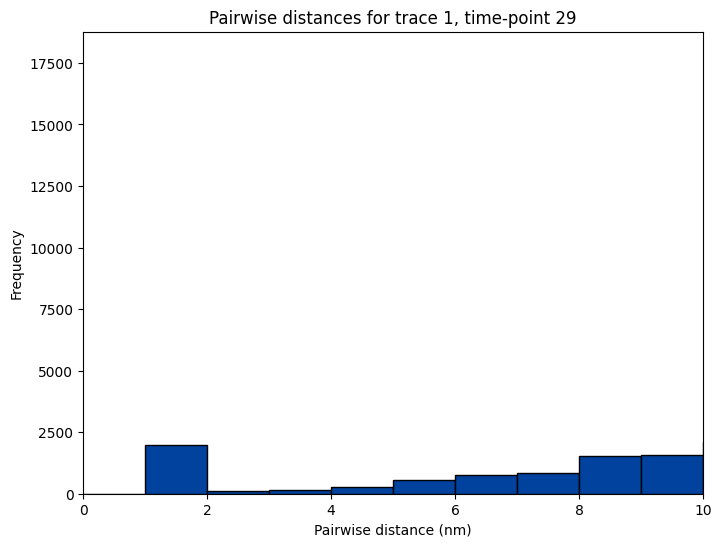 Pairwise distances for trace 1, time-point 29
17500
15000
12500
10000
7500
5000
2500
0
Frequency
0 2 4 6 8 10
Pairwise distance (nm)